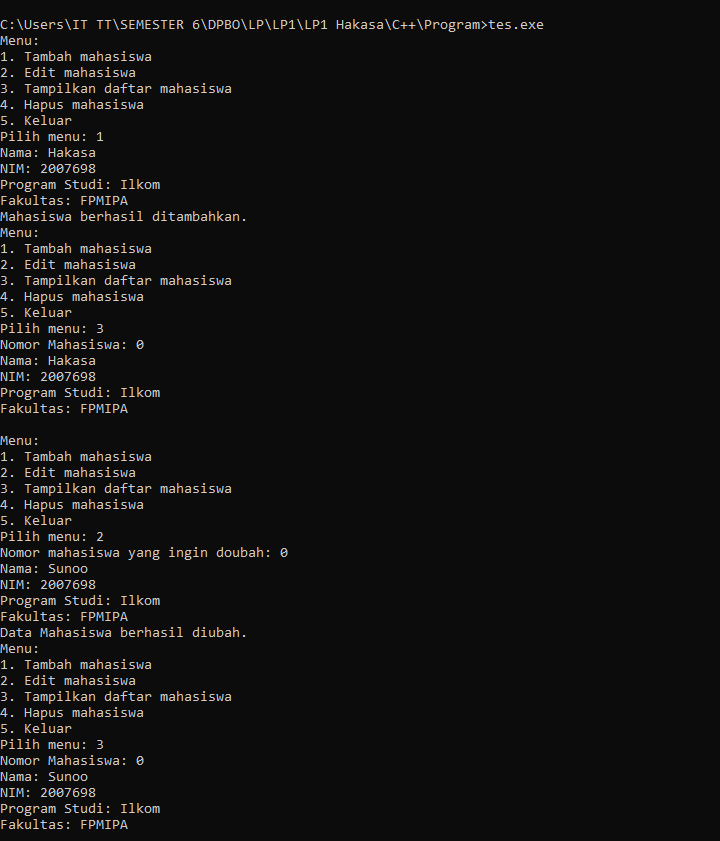 C:\Users\IT TT\SEMESTER 6\DPBO\LP\LP1\LP1 Hakasa\C++\Program>tes.exe
Menu:
1. Tambah mahasiswa
2. Edit mahasiswa
3. Tampilkan daftar mahasiswa
4. Hapus mahasiswa
5. Keluar
Pilih menu: 1
Nama: Hakasa
NIM: 2007698
Program Studi: Ilkom
Fakultas: FPMIPA
Mahasiswa berhasil ditambahkan.
Menu:
1. Tambah mahasiswa
2. Edit mahasiswa
3. Tampilkan daftar mahasiswa
4. Hapus mahasiswa
5. Keluar
Pilih menu: 3
Nomor Mahasiswa: 0
Nama: Hakasa
NIM: 2007698
Program Studi: Ilkom
Fakultas: FPMIPA

Menu:
1. Tambah mahasiswa
2. Edit mahasiswa
3. Tampilkan daftar mahasiswa
4. Hapus mahasiswa
5. Keluar
Pilih menu: 2
Nomor mahasiswa yang ingin doubah: 0
Nama: Sunoo
NIM: 2007698
Program Studi: Ilkom
Fakultas: FPMIPA
Data Mahasiswa berhasil diubah.
Menu:
1. Tambah mahasiswa
2. Edit mahasiswa
3. Tampilkan daftar mahasiswa
4. Hapus mahasiswa
5. Keluar
Pilih menu: 3
Nomor Mahasiswa: 0
Nama: Sunoo
NIM: 2007698
Program Studi: Ilkom
Fakultas: FPMIPA